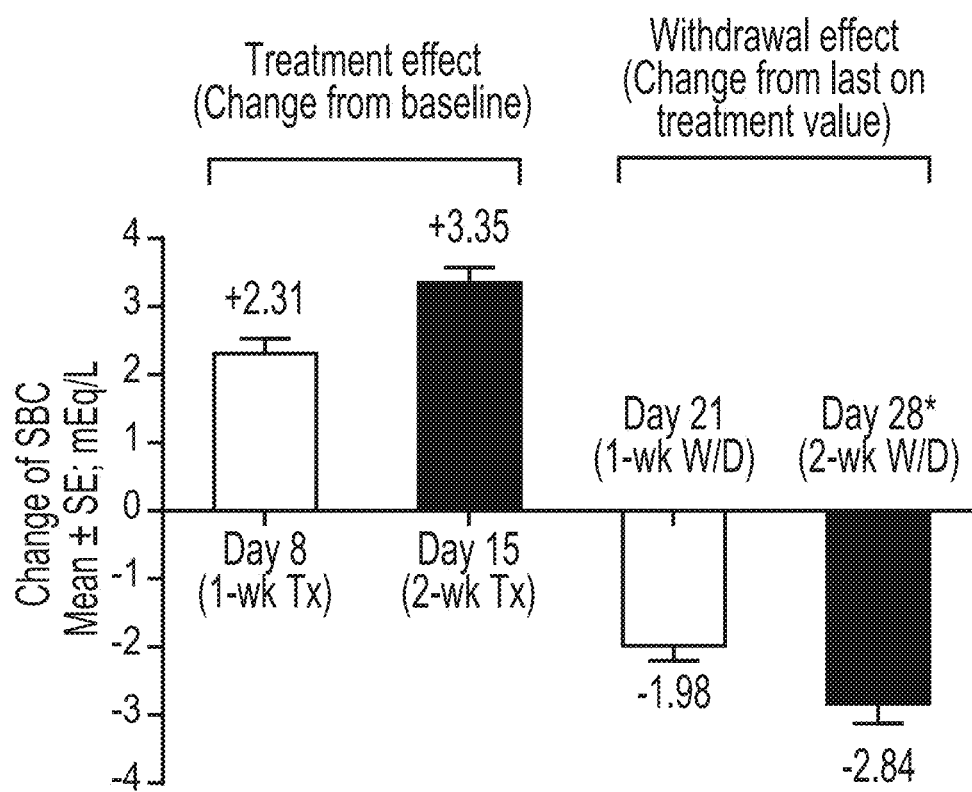 Treatment effect
(Change from baseline)
Withdrawal effect
(Change from last on
treatment value)
Change of SBC
Mean ± SE; mEq/L
4
3
2
1
0
-1
-2
-3
-4
+2.31
+3.35
Day 8
(1-wk Tx)
Day 15
(2-wk Tx)
Day 21
(1-wk W/D)
Day 28*
(2-wk W/D)
-1.98
-2.84